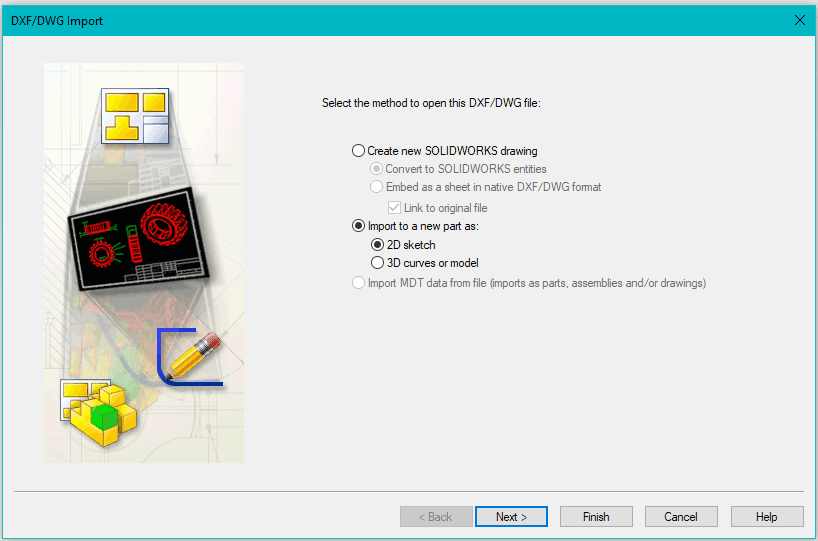 DXF/DWG Import
Select the method to open this DXF/DWG file:
Create new SOLIDWORKS drawing
Convert to SOLIDWORKS entities
Embed as a sheet in native DXF/DWG format
Link to original file
Import to a new part as:
2D sketch
3D curves or model
Import MDT data from file (imports as parts, assemblies and/or drawings)
< Back Next > Finish Cancel Help